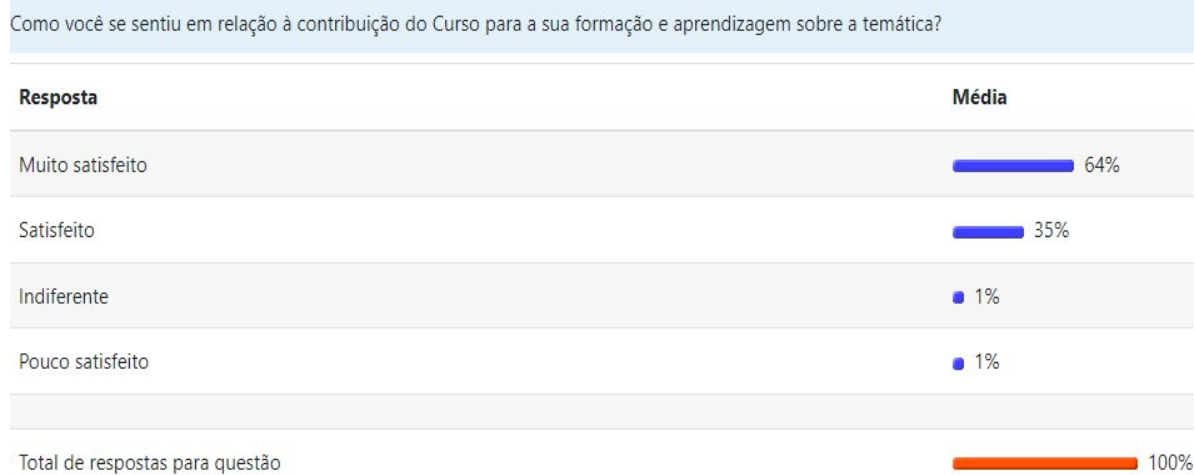 Como você se sentiu em relação à contribuição do Curso para a sua formação e aprendizagem sobre a temática?
Resposta Média
Muito satisfeito 64%
Satisfeito 35%
Indiferente 1%
Pouco satisfeito 1%
Total de respostas para questão 100%